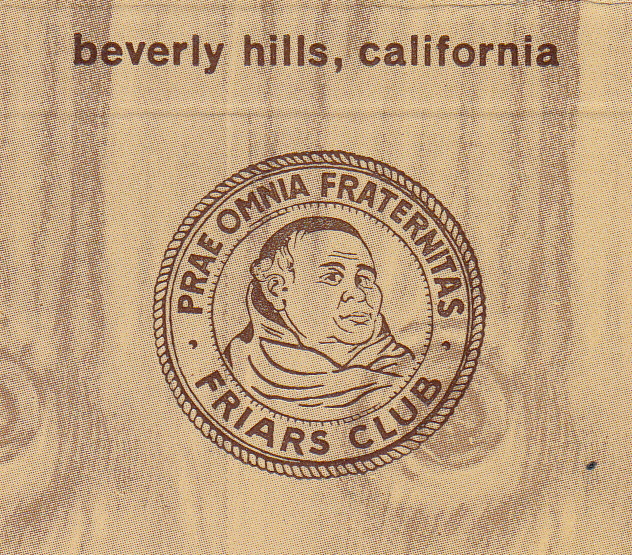 beverly hills, california
PRAE OMNIA FRATERNITAS
FRIARS CLUB